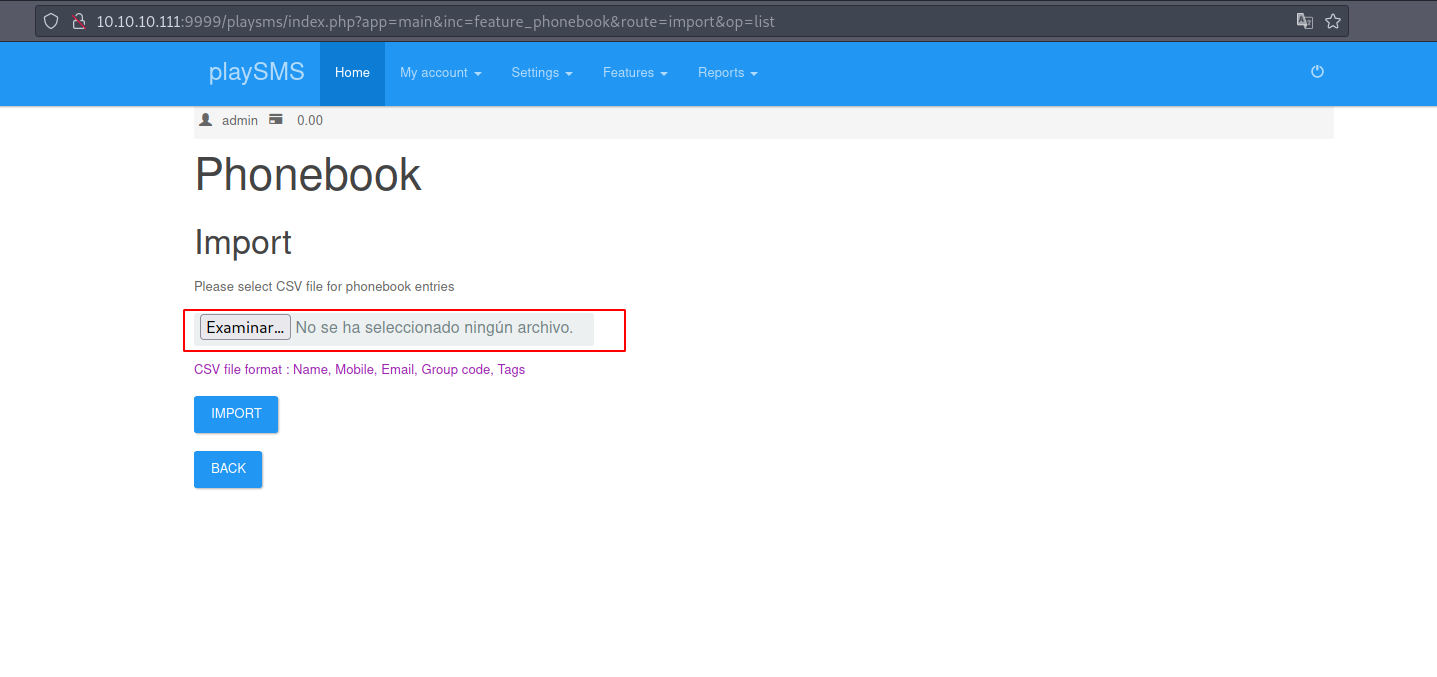 10.10.10.111:9999/playsms/index.php?app=main&inc=feature_phonebook&route=import&op=list
playSMS Home My account Settings Features Reports
admin 0.00
Phonebook
Import
Please select CSV file for phonebook entries
Examinar... No se ha seleccionado ningún archivo.
CSV file format : Name, Mobile, Email, Group code, Tags
IMPORT
BACK